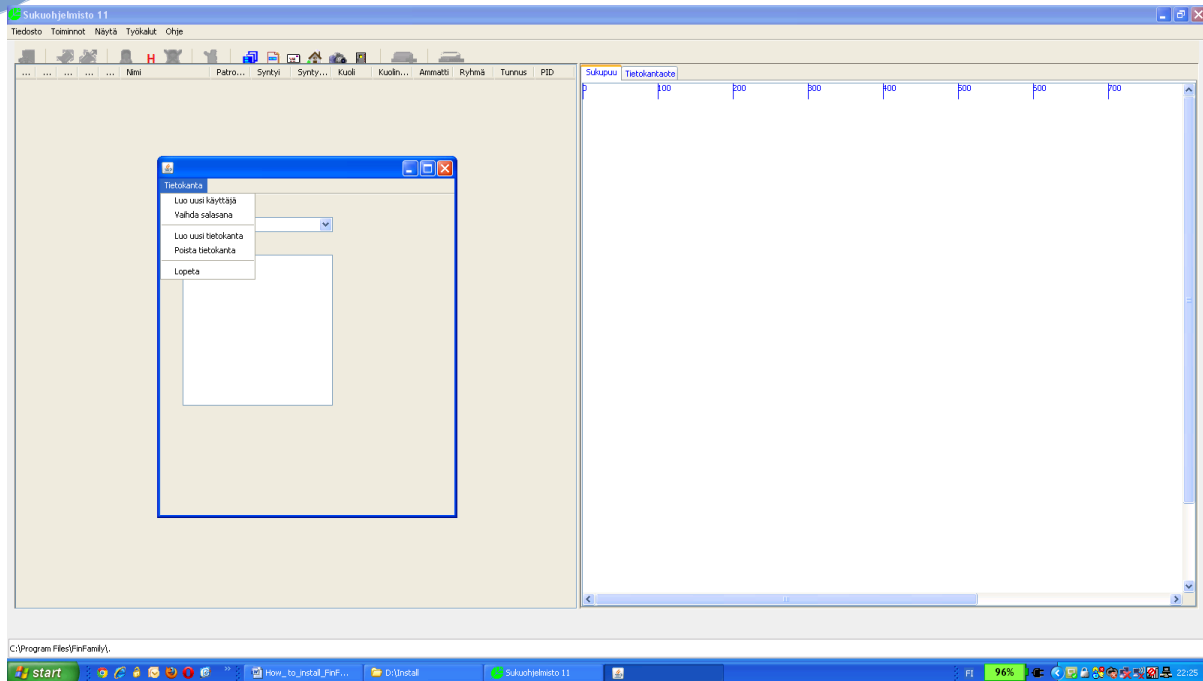 Sukuohjelmisto 11
Tiedosto Toiminnot Näytä Työkalut Ohje
H
... ... ... ... ... Nimi Patro... Syntyi Synty... Kuoli Kuolin... Ammatti Ryhmä Tunnus PID
Sukupuu Tietokantaote
0 100 200 300 400 500 600 700
Tietokanta
Luo uusi käyttäjä
Vaihda salasana
Luo uusi tietokanta
Poista tietokanta
Lopeta
C:\Program Files\FinFamily\.
start How_to_install_FinF... D:\Install Sukuohjelmisto 11 FI 96% 22:25